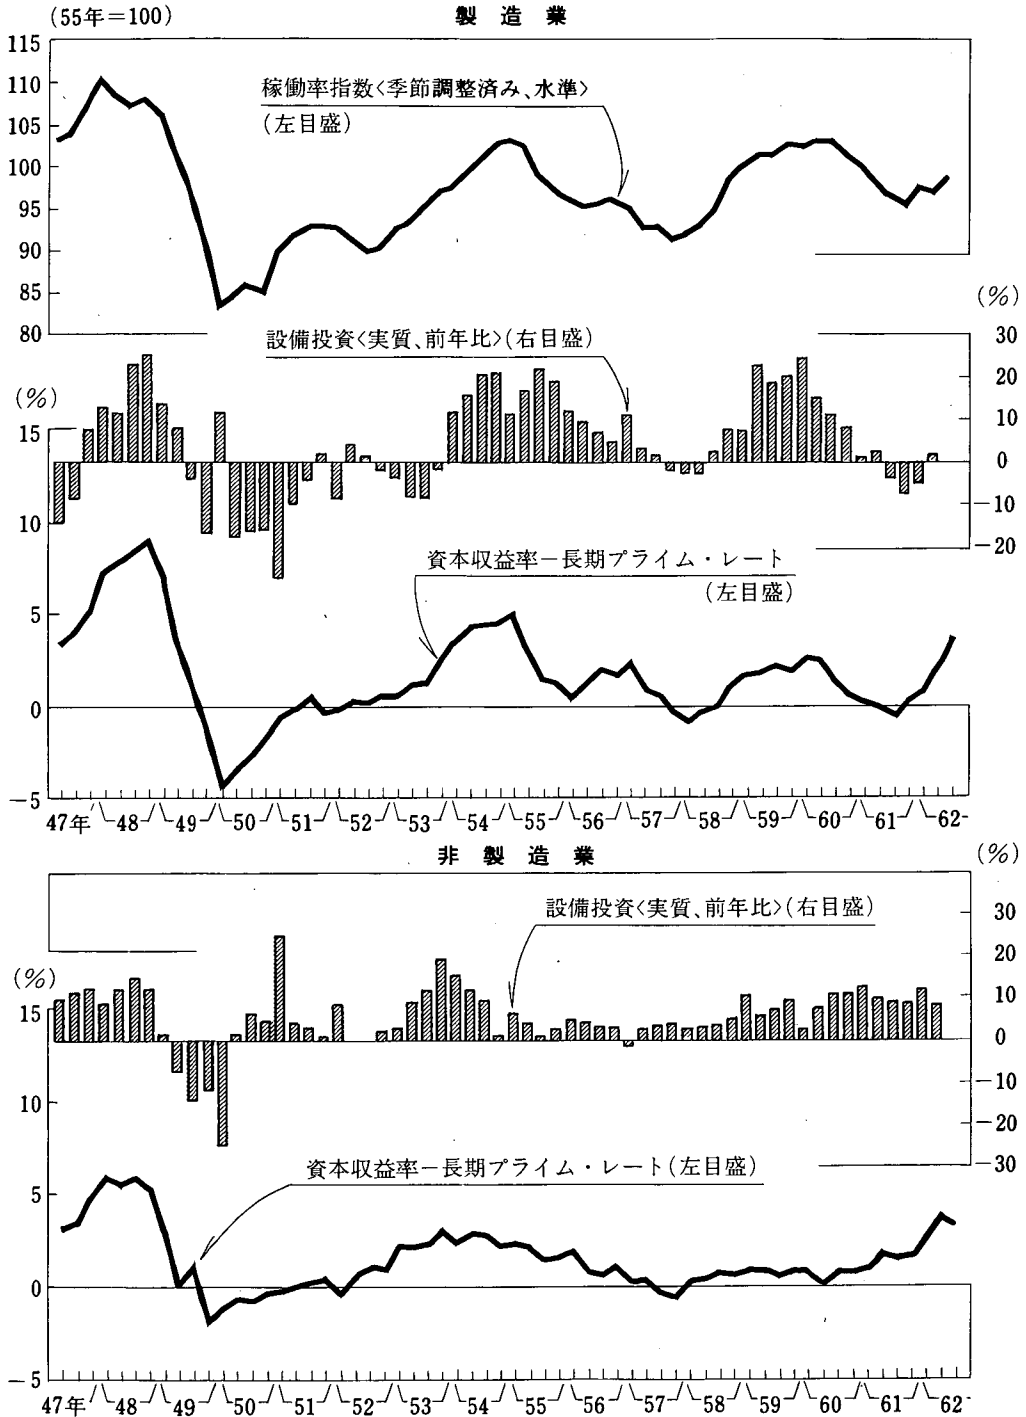 (55年=100)
製造業
115
110
105
100
95
90
85
80
稼働率指数〈季節調整済み、水準〉
(左目盛)
(%)
30
20
10
0
−10
−20
設備投資〈実質、前年比〉(右目盛)
(%)
15
10
5
0
−5
資本収益率−長期プライム・レート
(左目盛)
47年 48 49 50 51 52 53 54 55 56 57 58 59 60 61 62
非製造業
(%)
30
20
10
0
−10
−20
−30
設備投資〈実質、前年比〉(右目盛)
(%)
15
10
5
0
−5
資本収益率−長期プライム・レート(左目盛)
47年 48 49 50 51 52 53 54 55 56 57 58 59 60 61 62